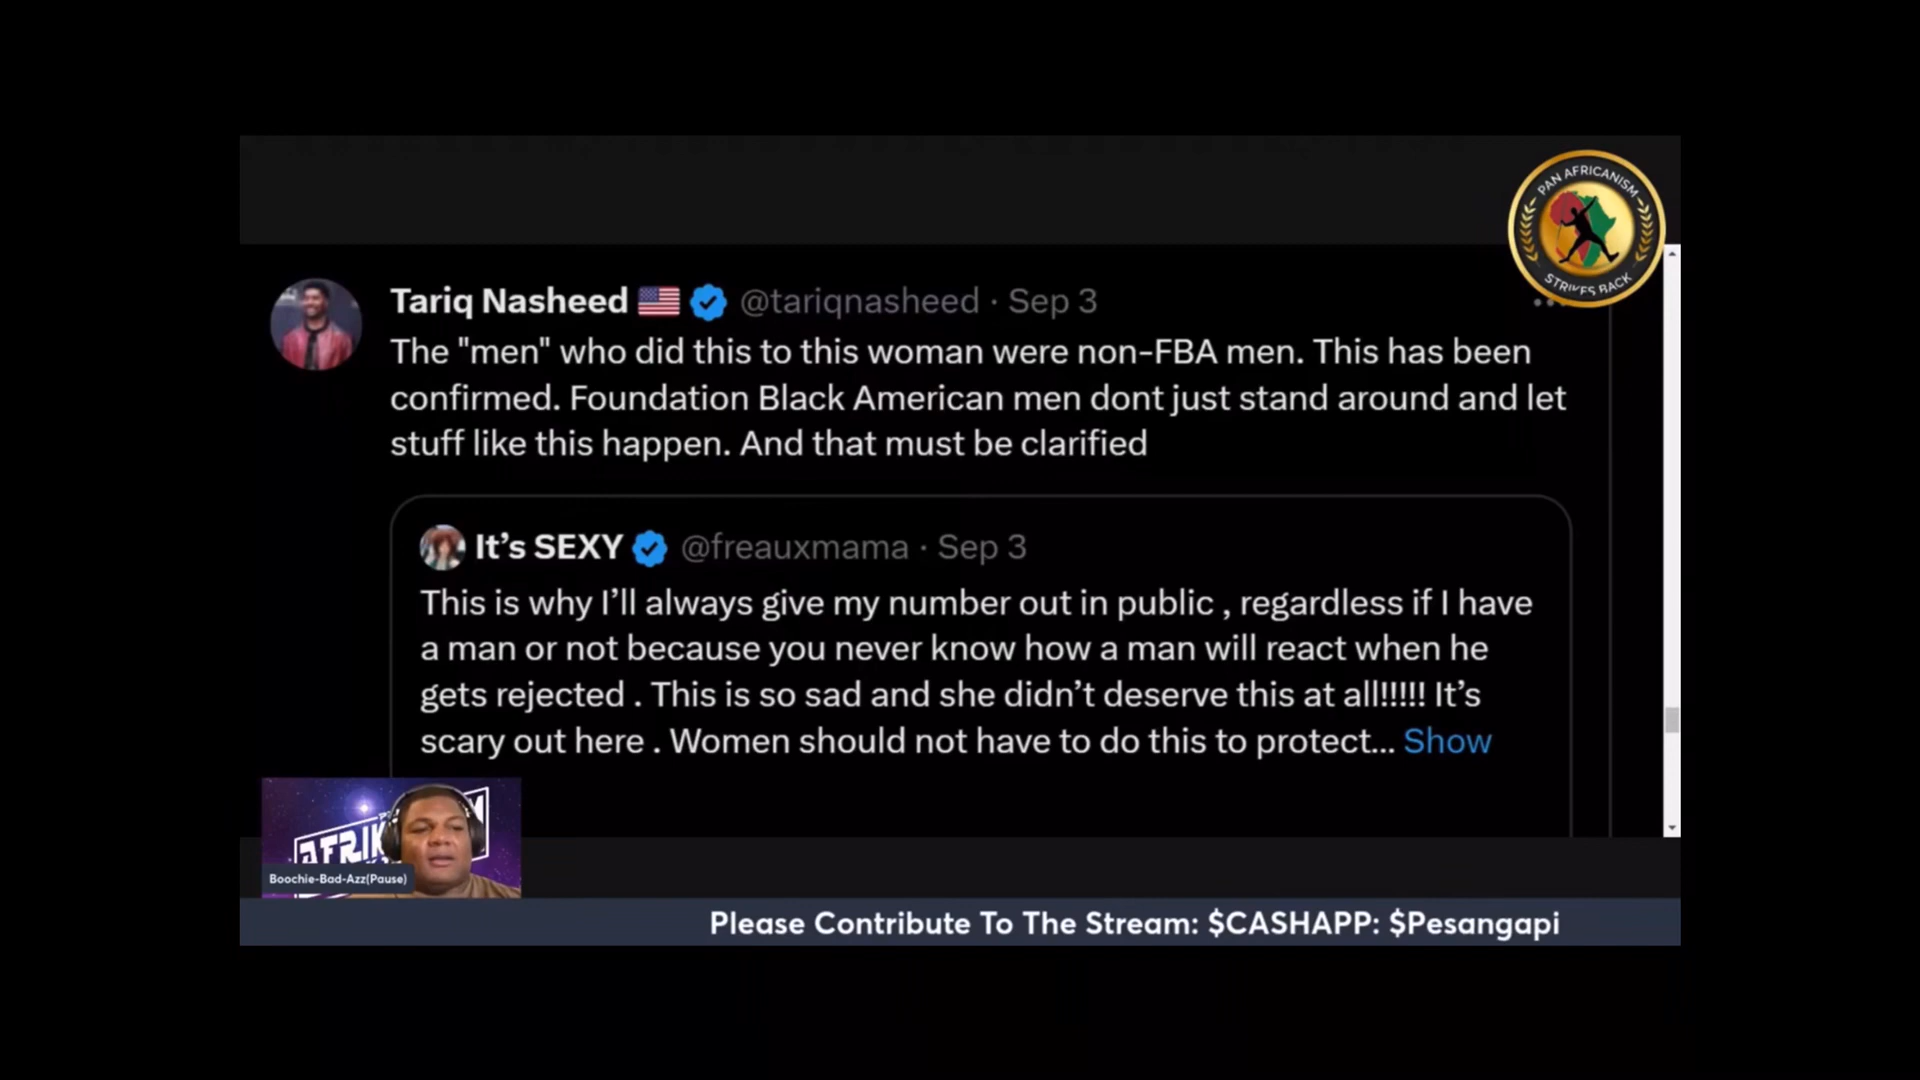 PAN AFRICANISM
STRIKES BACK
Tariq Nasheed @tariqnasheed · Sep 3
The "men" who did this to this woman were non-FBA men. This has been
confirmed. Foundation Black American men dont just stand around and let
stuff like this happen. And that must be clarified
It’s SEXY @freauxmama · Sep 3
This is why I’ll always give my number out in public , regardless if I have
a man or not because you never know how a man will react when he
gets rejected . This is so sad and she didn’t deserve this at all!!!!! It’s
scary out here . Women should not have to do this to protect... Show
Boochie-Bad-Azz(Pause)
Please Contribute To The Stream: $CASHAPP: $Pesangapi